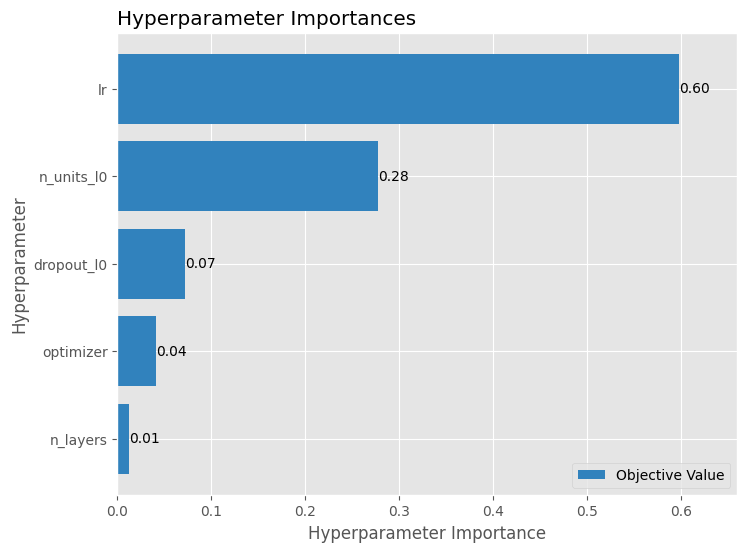 Hyperparameter Importances
Hyperparameter
lr
0.60
n_units_l0
0.28
dropout_l0
0.07
optimizer
0.04
n_layers
0.01
Objective Value
0.0 0.1 0.2 0.3 0.4 0.5 0.6
Hyperparameter Importance